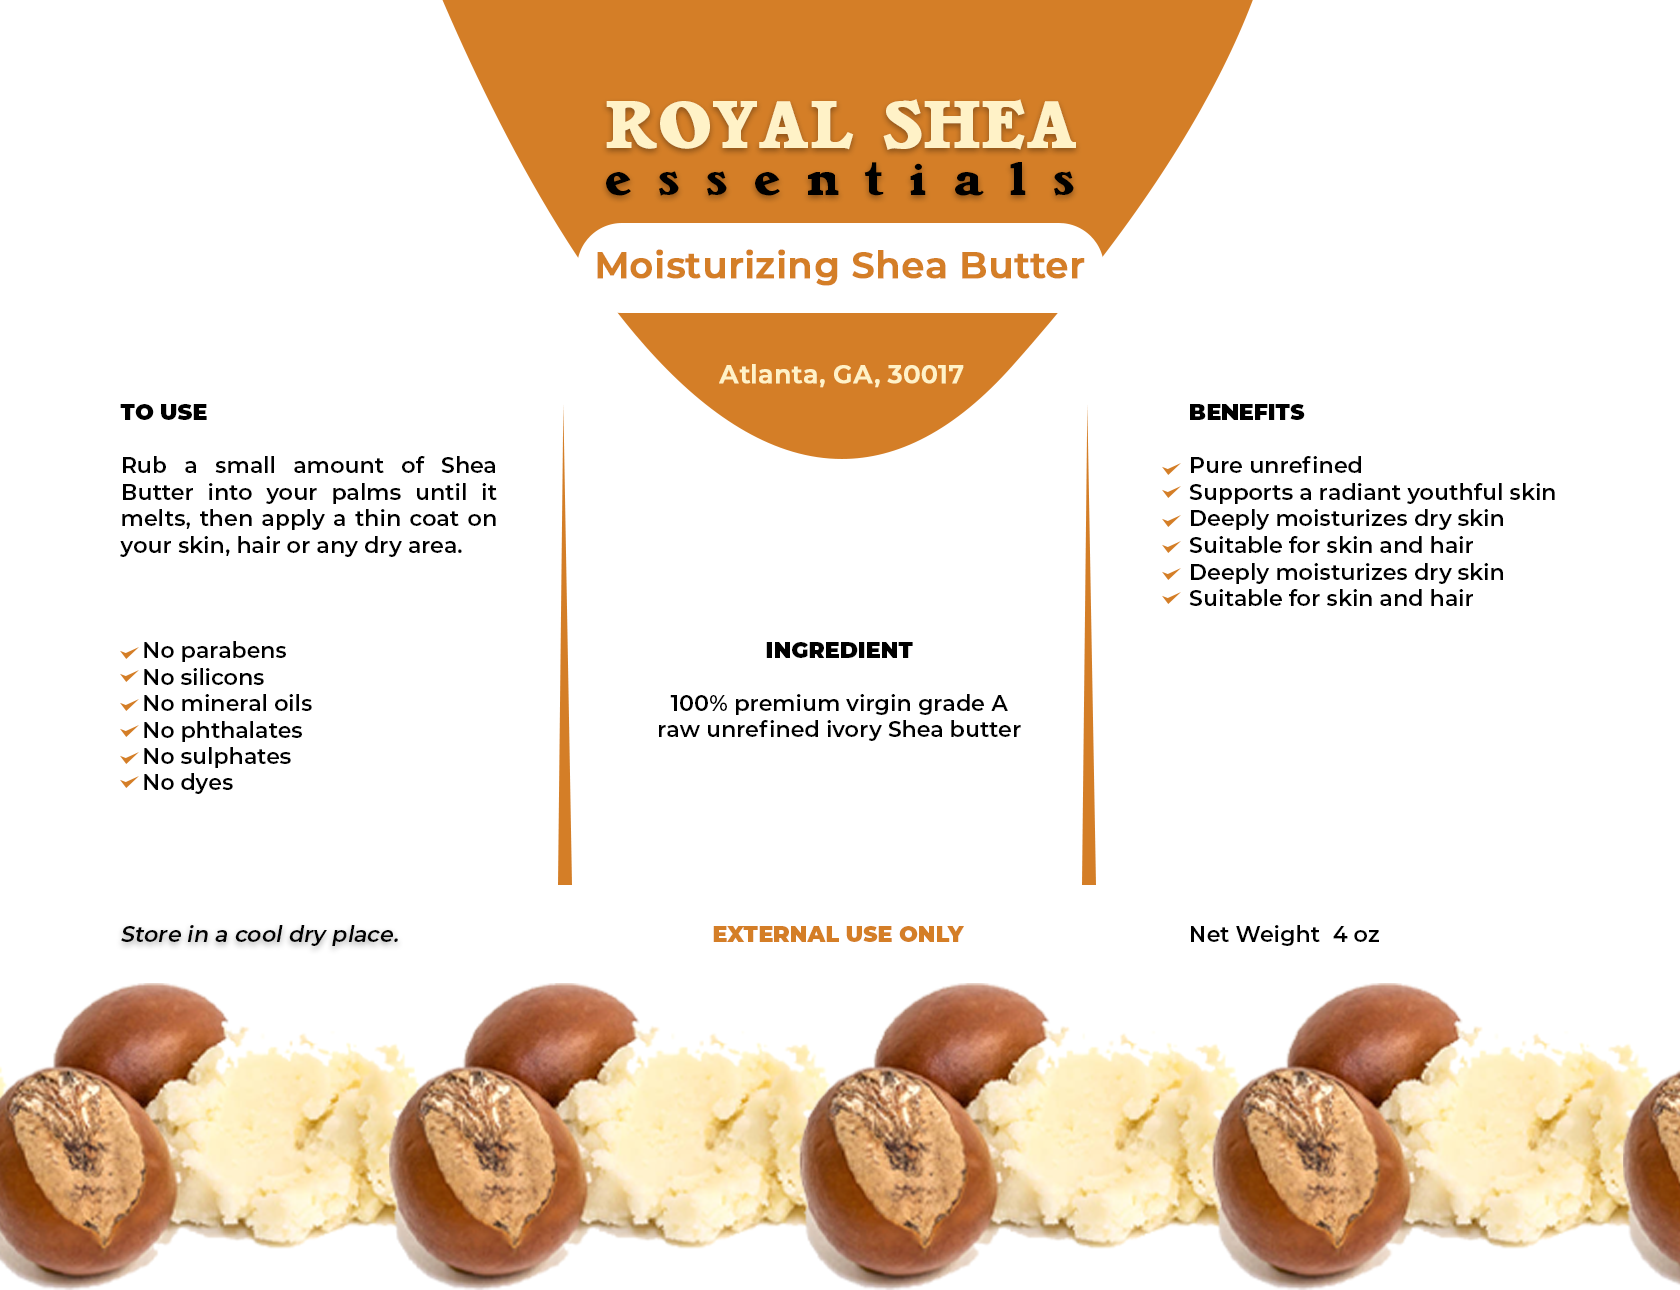 ROYAL SHEA
essentials
Moisturizing Shea Butter
Atlanta, GA, 30017
TO USE
Rub a small amount of Shea
Butter into your palms until it
melts, then apply a thin coat on
your skin, hair or any dry area.
No parabens
No silicons
No mineral oils
No phthalates
No sulphates
No dyes
Store in a cool dry place.
INGREDIENT
100% premium virgin grade A
raw unrefined ivory Shea butter
EXTERNAL USE ONLY
BENEFITS
Pure unrefined
Supports a radiant youthful skin
Deeply moisturizes dry skin
Suitable for skin and hair
Deeply moisturizes dry skin
Suitable for skin and hair
Net Weight  4 oz